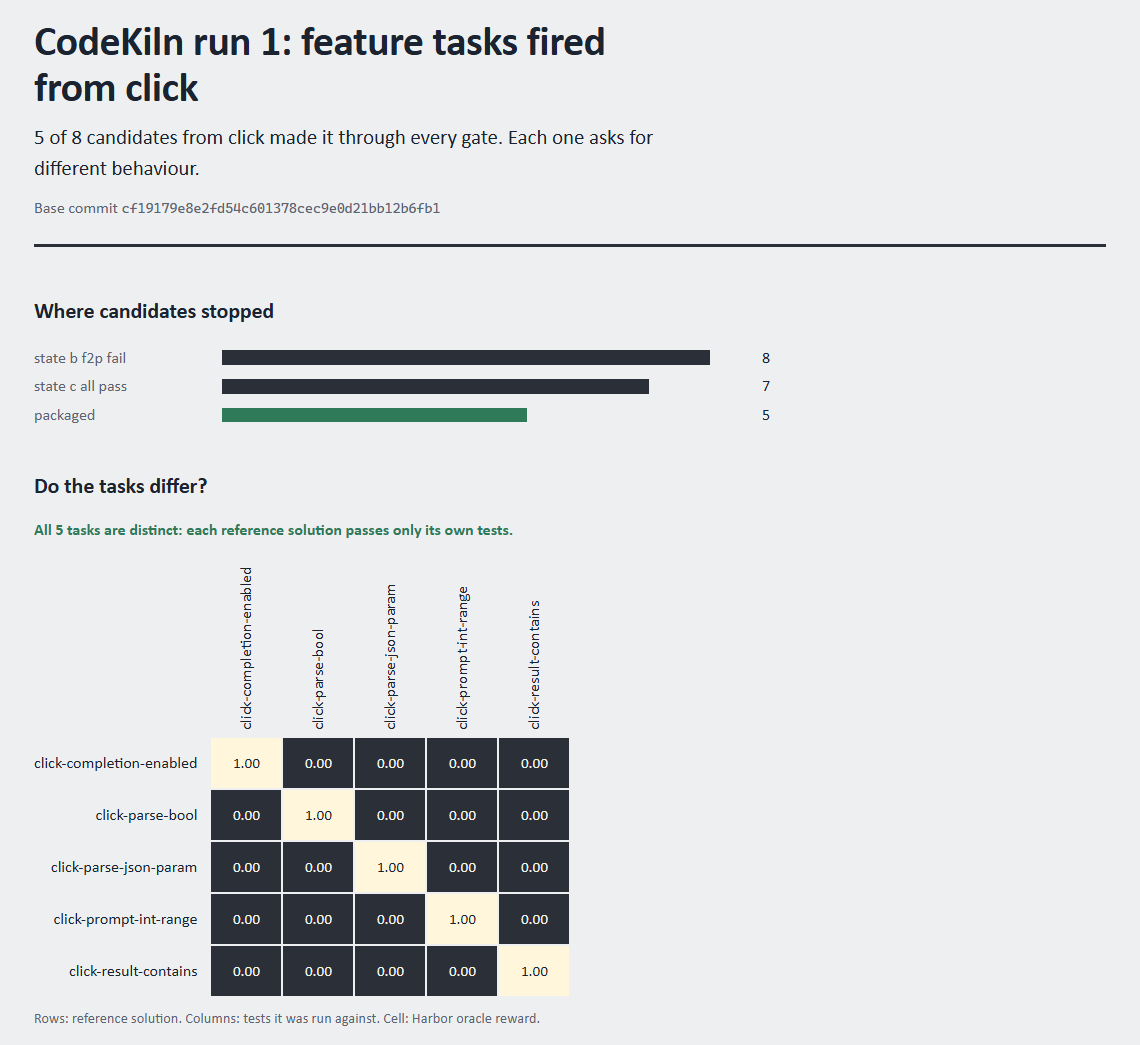 CodeKiln run 1: feature tasks fired
from click
5 of 8 candidates from click made it through every gate. Each one asks for
different behaviour.
Base commit cf19179e8e2fd54c601378cec9e0d21bb12b6fb1
Where candidates stopped
state b f2p fail 8
state c all pass 7
packaged 5
Do the tasks differ?
All 5 tasks are distinct: each reference solution passes only its own tests.
click-completion-enabled
click-parse-bool
click-parse-json-param
click-prompt-int-range
click-result-contains
click-completion-enabled 1.00 0.00 0.00 0.00 0.00
click-parse-bool 0.00 1.00 0.00 0.00 0.00
click-parse-json-param 0.00 0.00 1.00 0.00 0.00
click-prompt-int-range 0.00 0.00 0.00 1.00 0.00
click-result-contains 0.00 0.00 0.00 0.00 1.00
Rows: reference solution. Columns: tests it was run against. Cell: Harbor oracle reward.